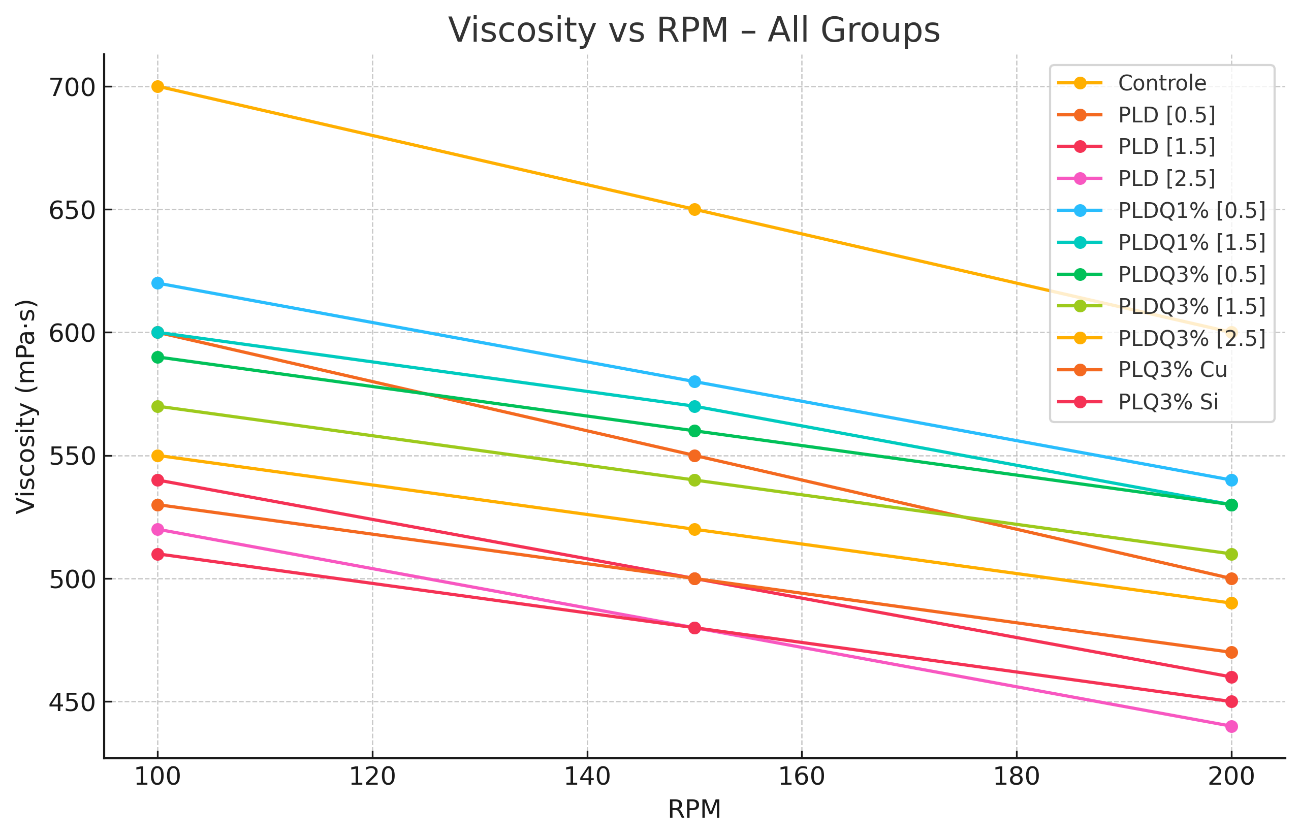 Viscosity vs RPM – All Groups
Viscosity (mPa·s)
700
650
600
550
500
450
100 120 140 160 180 200
RPM
Controle
PLD [0.5]
PLD [1.5]
PLD [2.5]
PLDQ1% [0.5]
PLDQ1% [1.5]
PLDQ3% [0.5]
PLDQ3% [1.5]
PLDQ3% [2.5]
PLQ3% Cu
PLQ3% Si